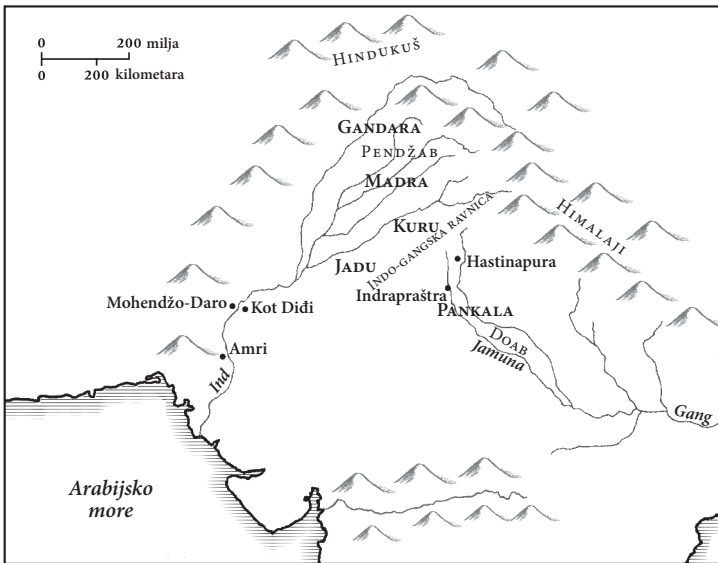 0 200 milja
0 200 kilometara
HINDUKUŠ
GANDARA
PENDŽAB
MADRA
HIMALAJI
KURU
INDO-GANGSKA RAVNICA
JADU
Hastinapura
Indrapraštra
Mohendžo-Daro
Kot Diđi
PANKALA
DOAB
Jamuna
Amri
Ind
Gang
Arabijsko
more